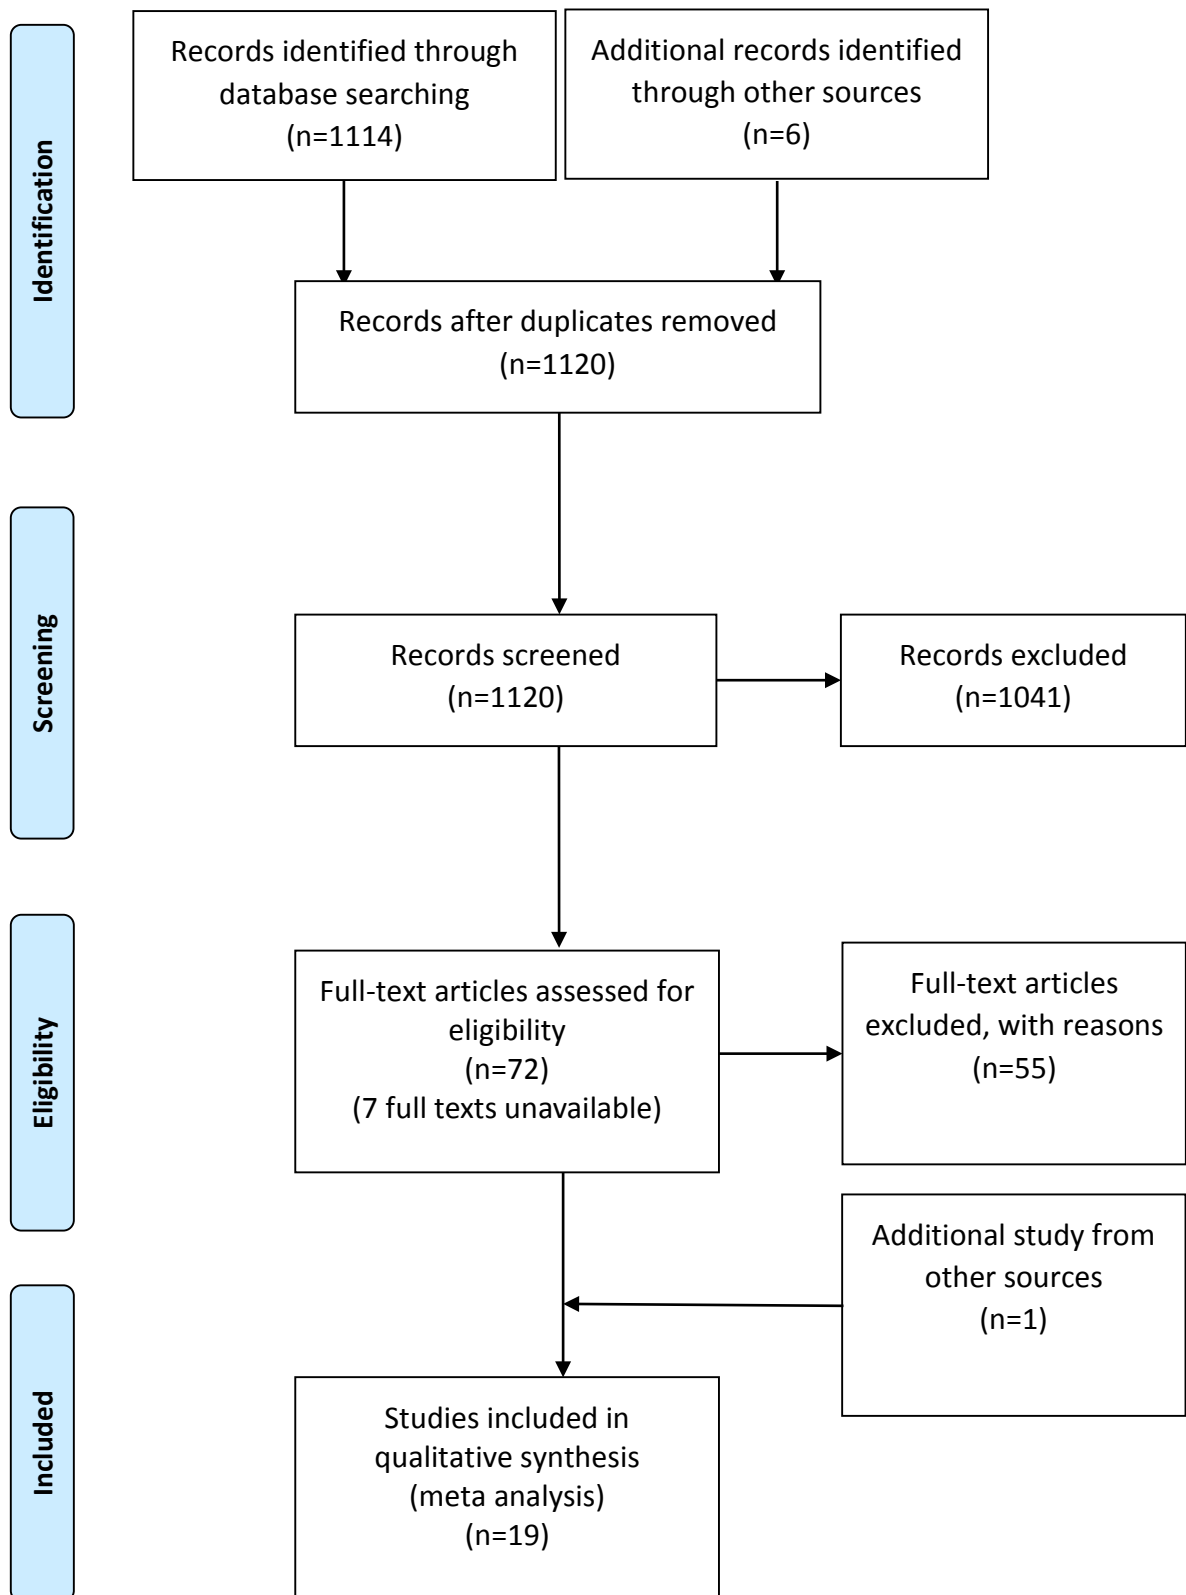 Identification
Records identified through
database searching
(n=1114)
Additional records identified
through other sources
(n=6)
Records after duplicates removed
(n=1120)
Screening
Records screened
(n=1120)
Records excluded
(n=1041)
Eligibility
Full-text articles assessed for
eligibility
(n=72)
(7 full texts unavailable)
Full-text articles
excluded, with reasons
(n=55)
Additional study from
other sources
(n=1)
Included
Studies included in
qualitative synthesis
(meta analysis)
(n=19)